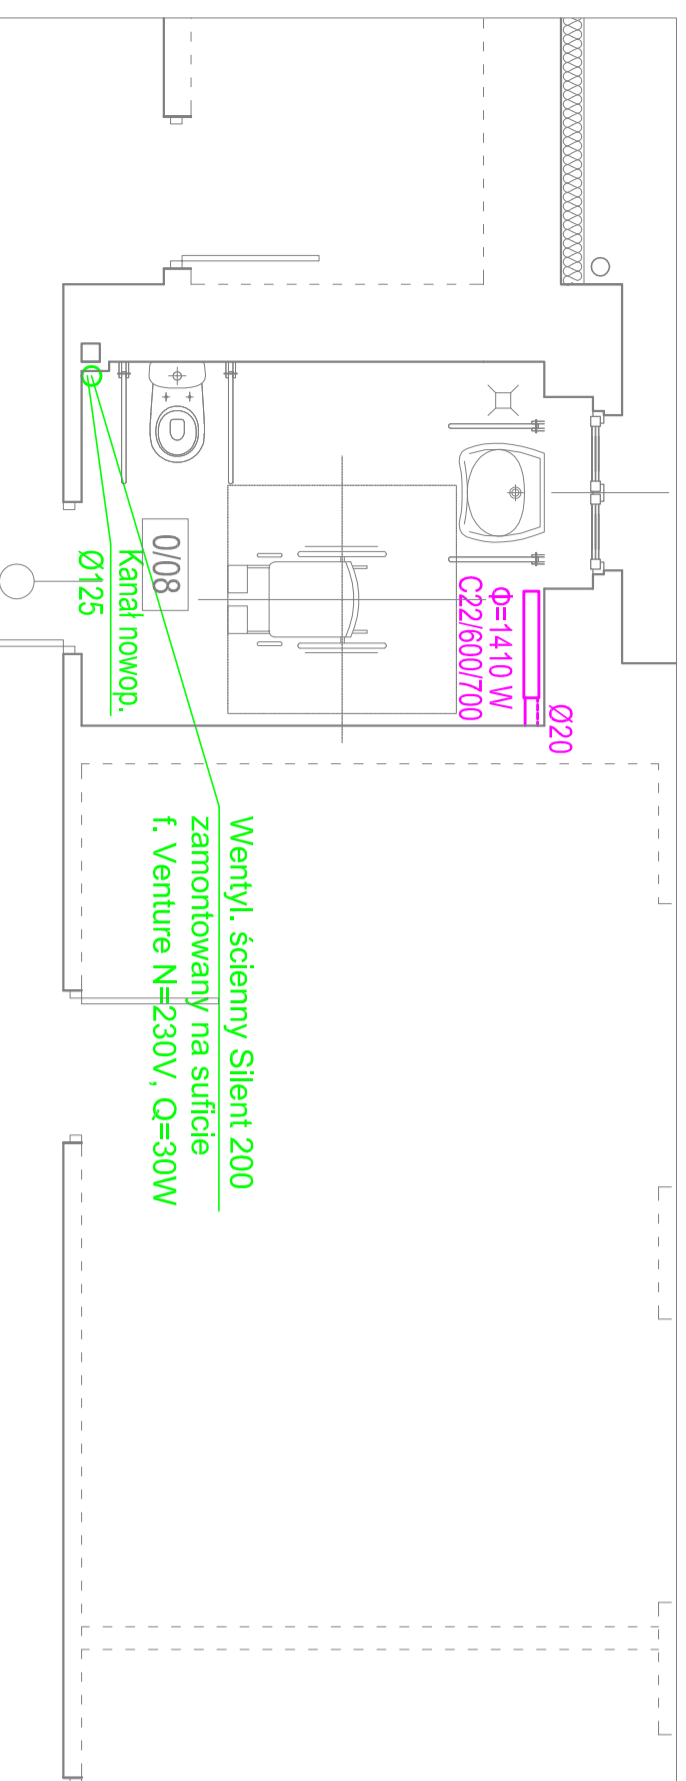 Ø20
Φ=1410 W
C22/600/700
0/08
Kanał nowop.
Ø125
Wentyl. ścienny Silent 200
zamontowany na suficie
f. Venture N=230V, Q=30W